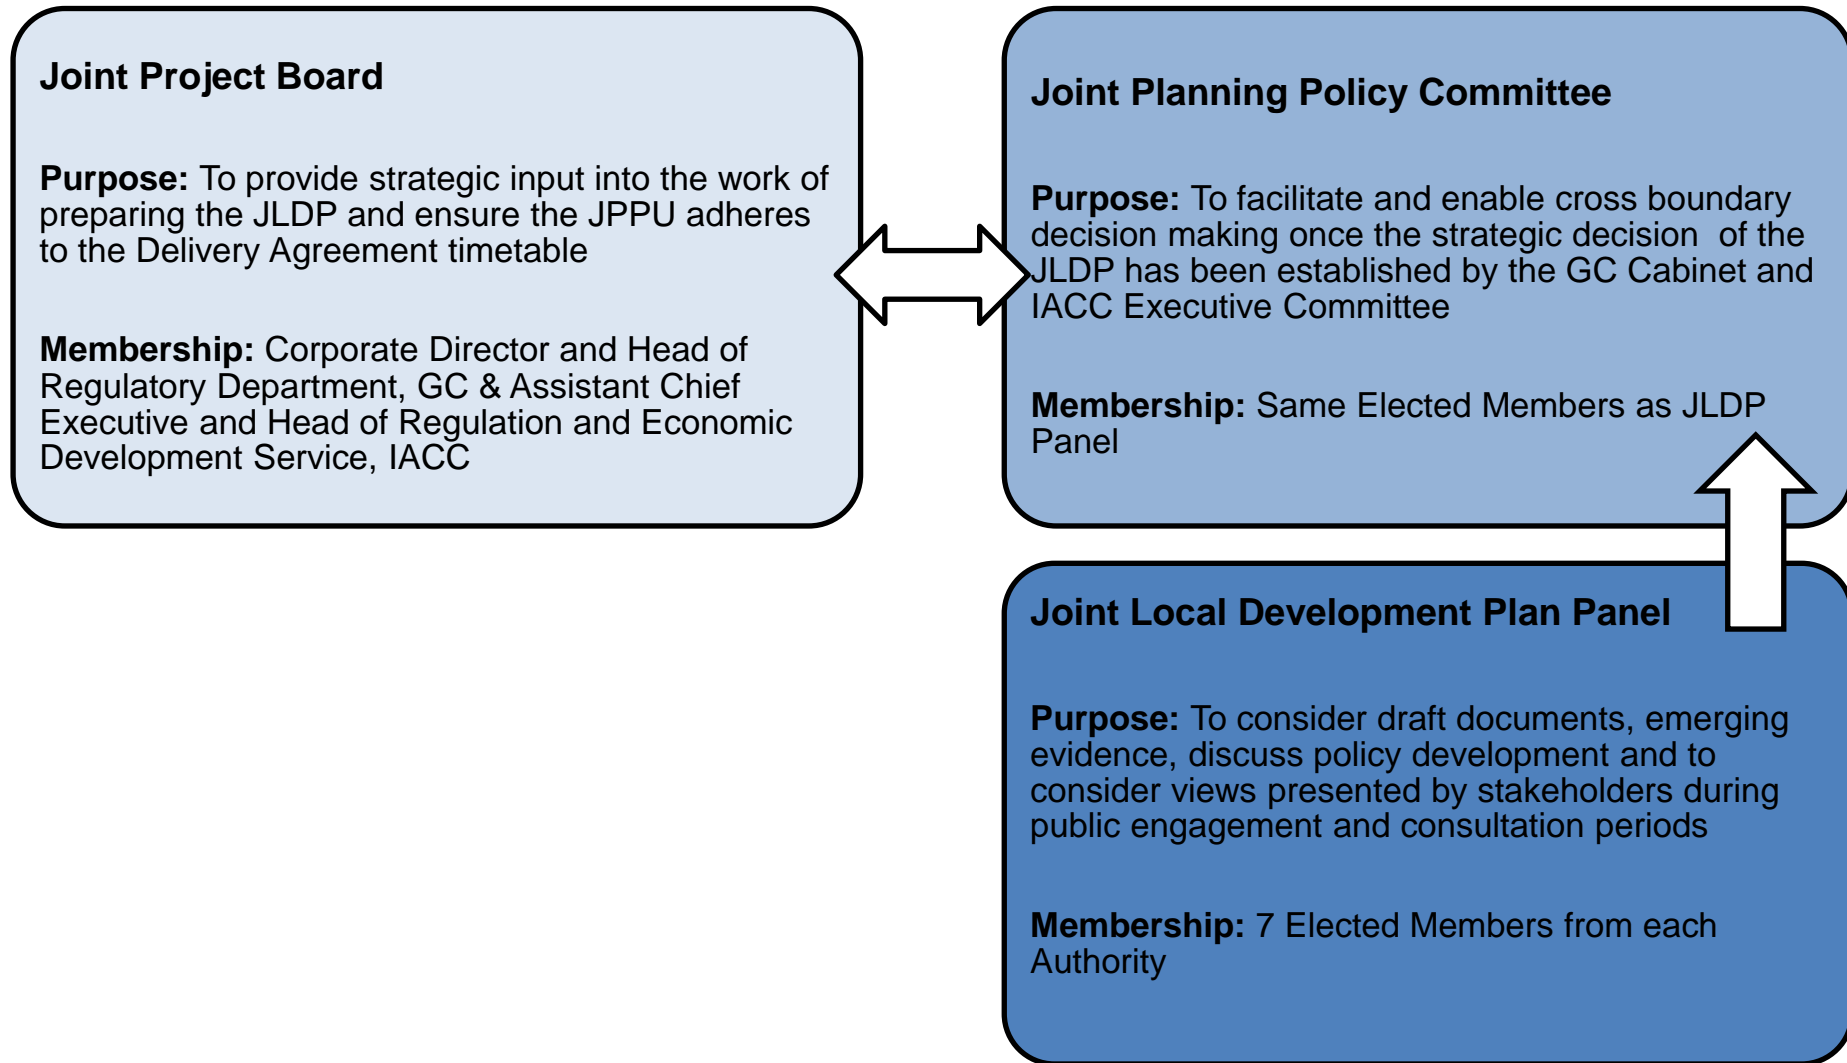 Joint Project Board
Purpose: To provide strategic input into the work of
preparing the JLDP and ensure the JPPU adheres
to the Delivery Agreement timetable
Membership: Corporate Director and Head of
Regulatory Department, GC & Assistant Chief
Executive and Head of Regulation and Economic
Development Service, IACC
Joint Planning Policy Committee
Purpose: To facilitate and enable cross boundary
decision making once the strategic decision  of the
JLDP has been established by the GC Cabinet and
IACC Executive Committee
Membership: Same Elected Members as JLDP
Panel
Joint Local Development Plan Panel
Purpose: To consider draft documents, emerging
evidence, discuss policy development and to
consider views presented by stakeholders during
public engagement and consultation periods
Membership: 7 Elected Members from each
Authority